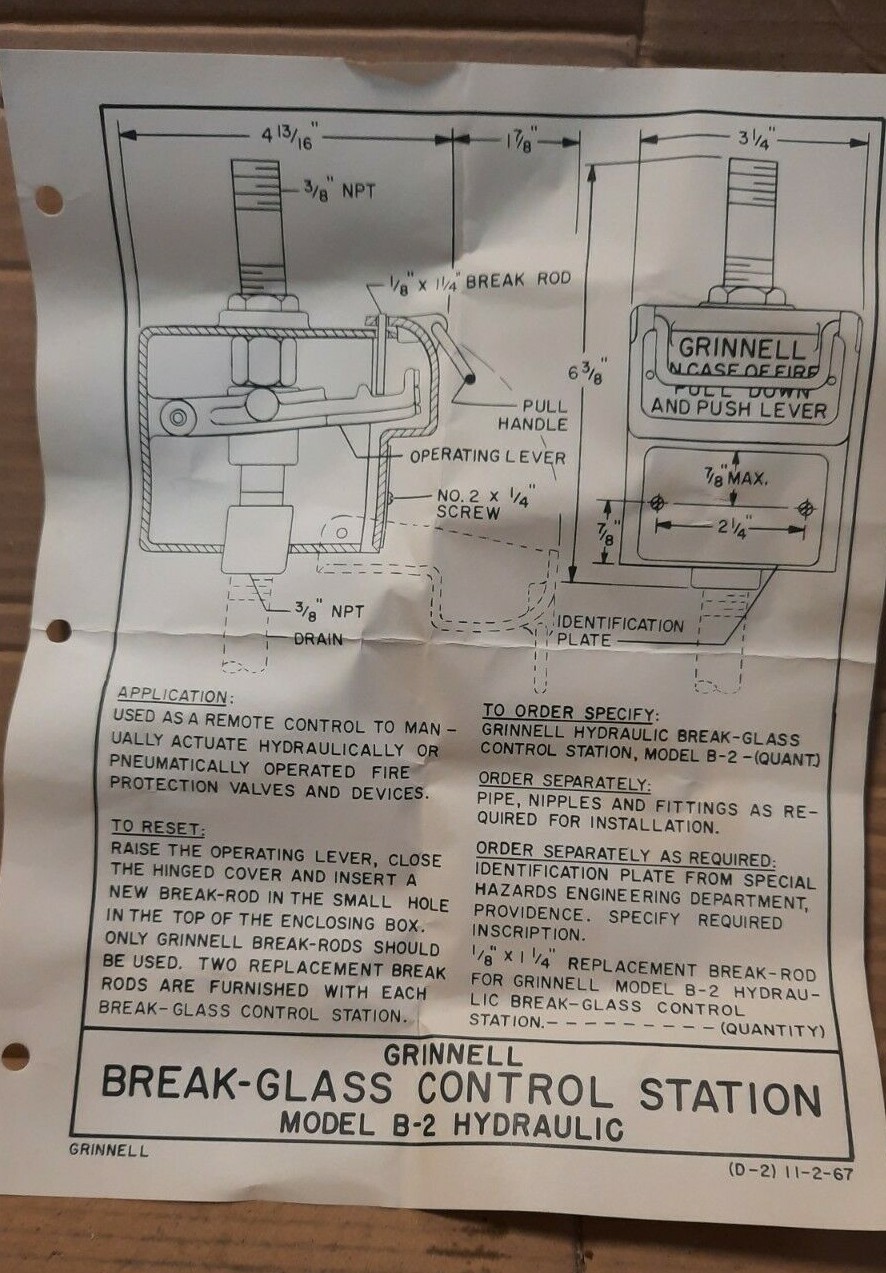 4 13/16"
1 7/8"
3 1/4"
3/8" NPT
1/8" X 1 1/4" BREAK ROD
6 3/8"
GRINNELL
N CASE OF FIRE
PULL DOWN
AND PUSH LEVER
PULL
HANDLE
OPERATING LEVER
NO. 2 X 1/4"
SCREW
7/8" MAX.
7/8"
2 1/4"
3/8" NPT
DRAIN
IDENTIFICATION
PLATE
APPLICATION:
USED AS A REMOTE CONTROL TO MAN-
UALLY ACTUATE HYDRAULICALLY OR
PNEUMATICALLY OPERATED FIRE
PROTECTION VALVES AND DEVICES.
TO RESET:
RAISE THE OPERATING LEVER, CLOSE
THE HINGED COVER AND INSERT A
NEW BREAK-ROD IN THE SMALL HOLE
IN THE TOP OF THE ENCLOSING BOX.
ONLY GRINNELL BREAK-RODS SHOULD
BE USED. TWO REPLACEMENT BREAK
RODS ARE FURNISHED WITH EACH
BREAK-GLASS CONTROL STATION.
TO ORDER SPECIFY:
GRINNELL HYDRAULIC BREAK-GLASS
CONTROL STATION, MODEL B-2-(QUANT.)
ORDER SEPARATELY:
PIPE, NIPPLES AND FITTINGS AS RE-
QUIRED FOR INSTALLATION.
ORDER SEPARATELY AS REQUIRED:
IDENTIFICATION PLATE FROM SPECIAL
HAZARDS ENGINEERING DEPARTMENT,
PROVIDENCE. SPECIFY REQUIRED
INSCRIPTION.
1/8" X 1 1/4" REPLACEMENT BREAK-ROD
FOR GRINNELL MODEL B-2 HYDRAU-
LIC BREAK-GLASS CONTROL
STATION.- - - - - - - - - (QUANTITY)
GRINNELL
BREAK-GLASS CONTROL STATION
MODEL B-2 HYDRAULIC
GRINNELL
(D-2) 11-2-67